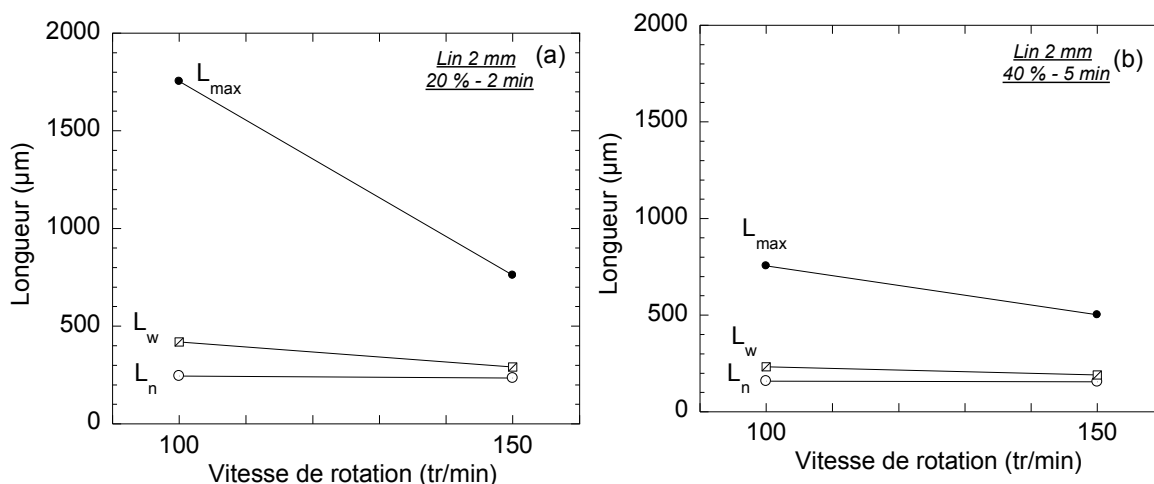 2000
1500
1000
500
0
Longueur (µm)
Lin 2 mm
20 % - 2 min
(a)
L max
L w
L n
100
150
Vitesse de rotation (tr/min)
2000
1500
1000
500
0
Longueur (µm)
Lin 2 mm
40 % - 5 min
(b)
L max
L w
L n
100
150
Vitesse de rotation (tr/min)